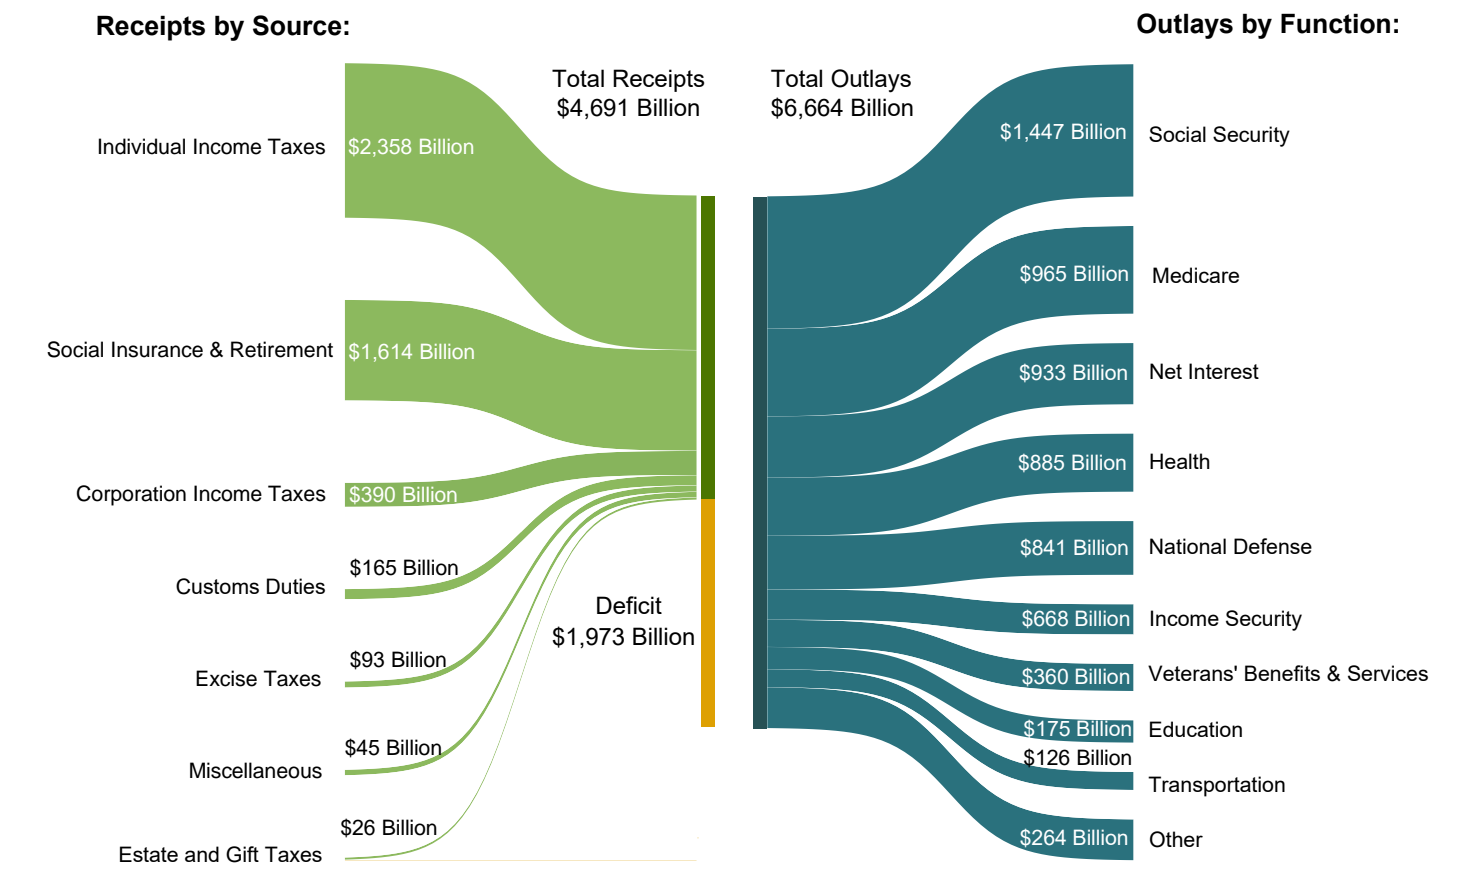 Receipts by Source:
Total Receipts
$4,691 Billion
Individual Income Taxes $2,358 Billion
Social Insurance & Retirement $1,614 Billion
Corporation Income Taxes $390 Billion
$165 Billion
Customs Duties
$93 Billion
Excise Taxes
$45 Billion
Miscellaneous
$26 Billion
Estate and Gift Taxes
Deficit
$1,973 Billion
Outlays by Function:
Total Outlays
$6,664 Billion
$1,447 Billion Social Security
$965 Billion Medicare
$933 Billion Net Interest
$885 Billion Health
$841 Billion National Defense
$668 Billion Income Security
$360 Billion Veterans' Benefits & Services
$175 Billion Education
$126 Billion
Transportation
$264 Billion Other